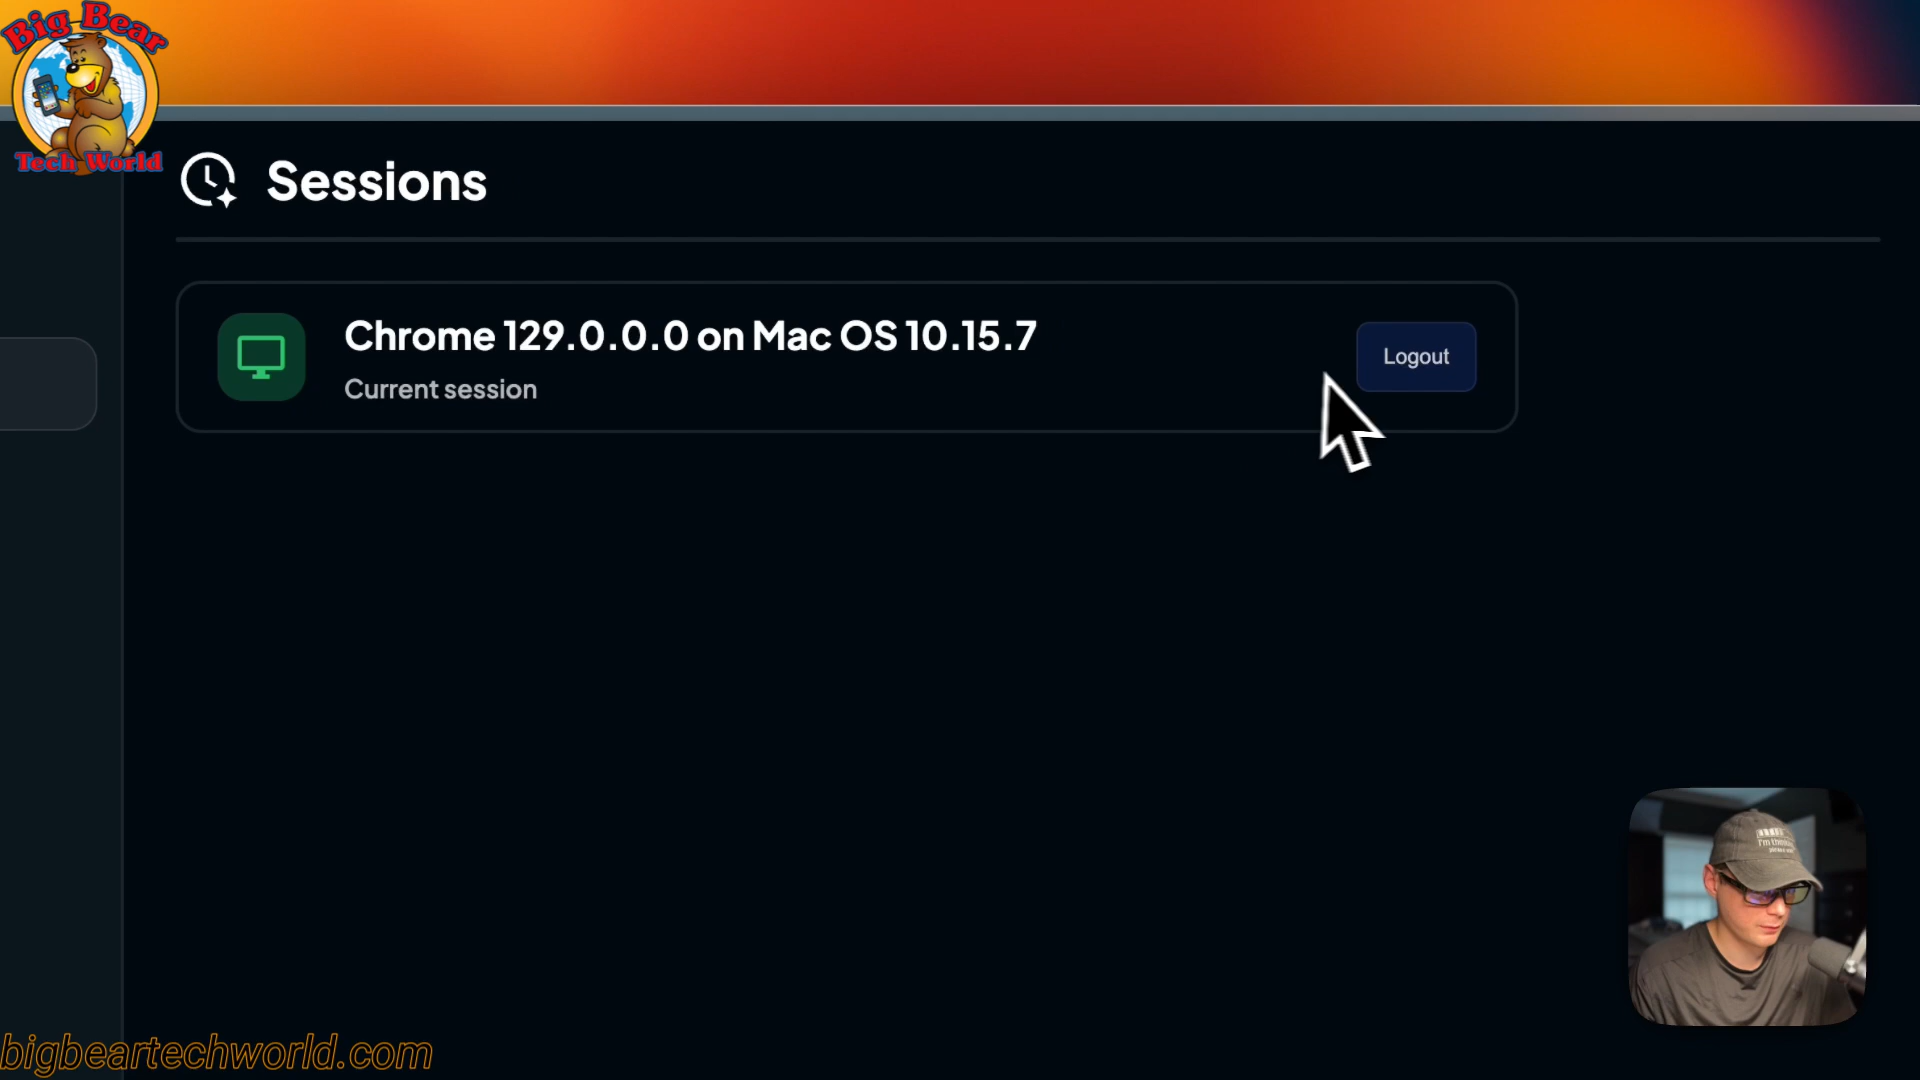 Big Bear
Tech World
Sessions
Chrome 129.0.0.0 on Mac OS 10.15.7
Current session
Logout
bigbeartechworld.com